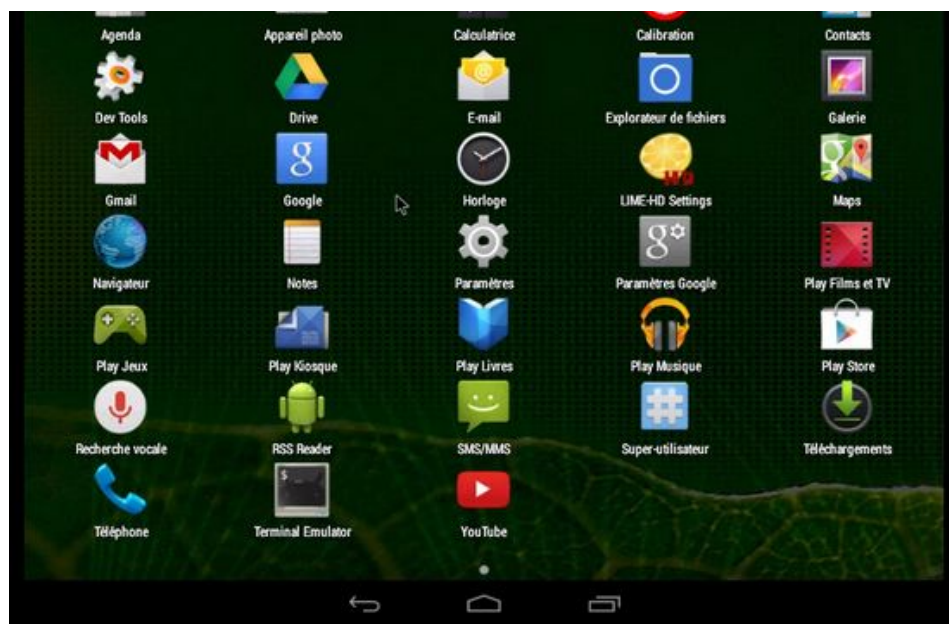 Agenda
Appareil photo
Calculatrice
Calibration
Contacts
Dev Tools
Drive
E-mail
Explorateur de fichiers
Galerie
Gmail
Google
Horloge
LIME-HD Settings
Maps
Navigateur
Notes
Paramètres
Paramètres Google
Play Films et TV
Play Jeux
Play Kiosque
Play Livres
Play Musique
Play Store
Recherche vocale
RSS Reader
SMS/MMS
Super-utilisateur
Téléchargements
Téléphone
Terminal Emulator
YouTube